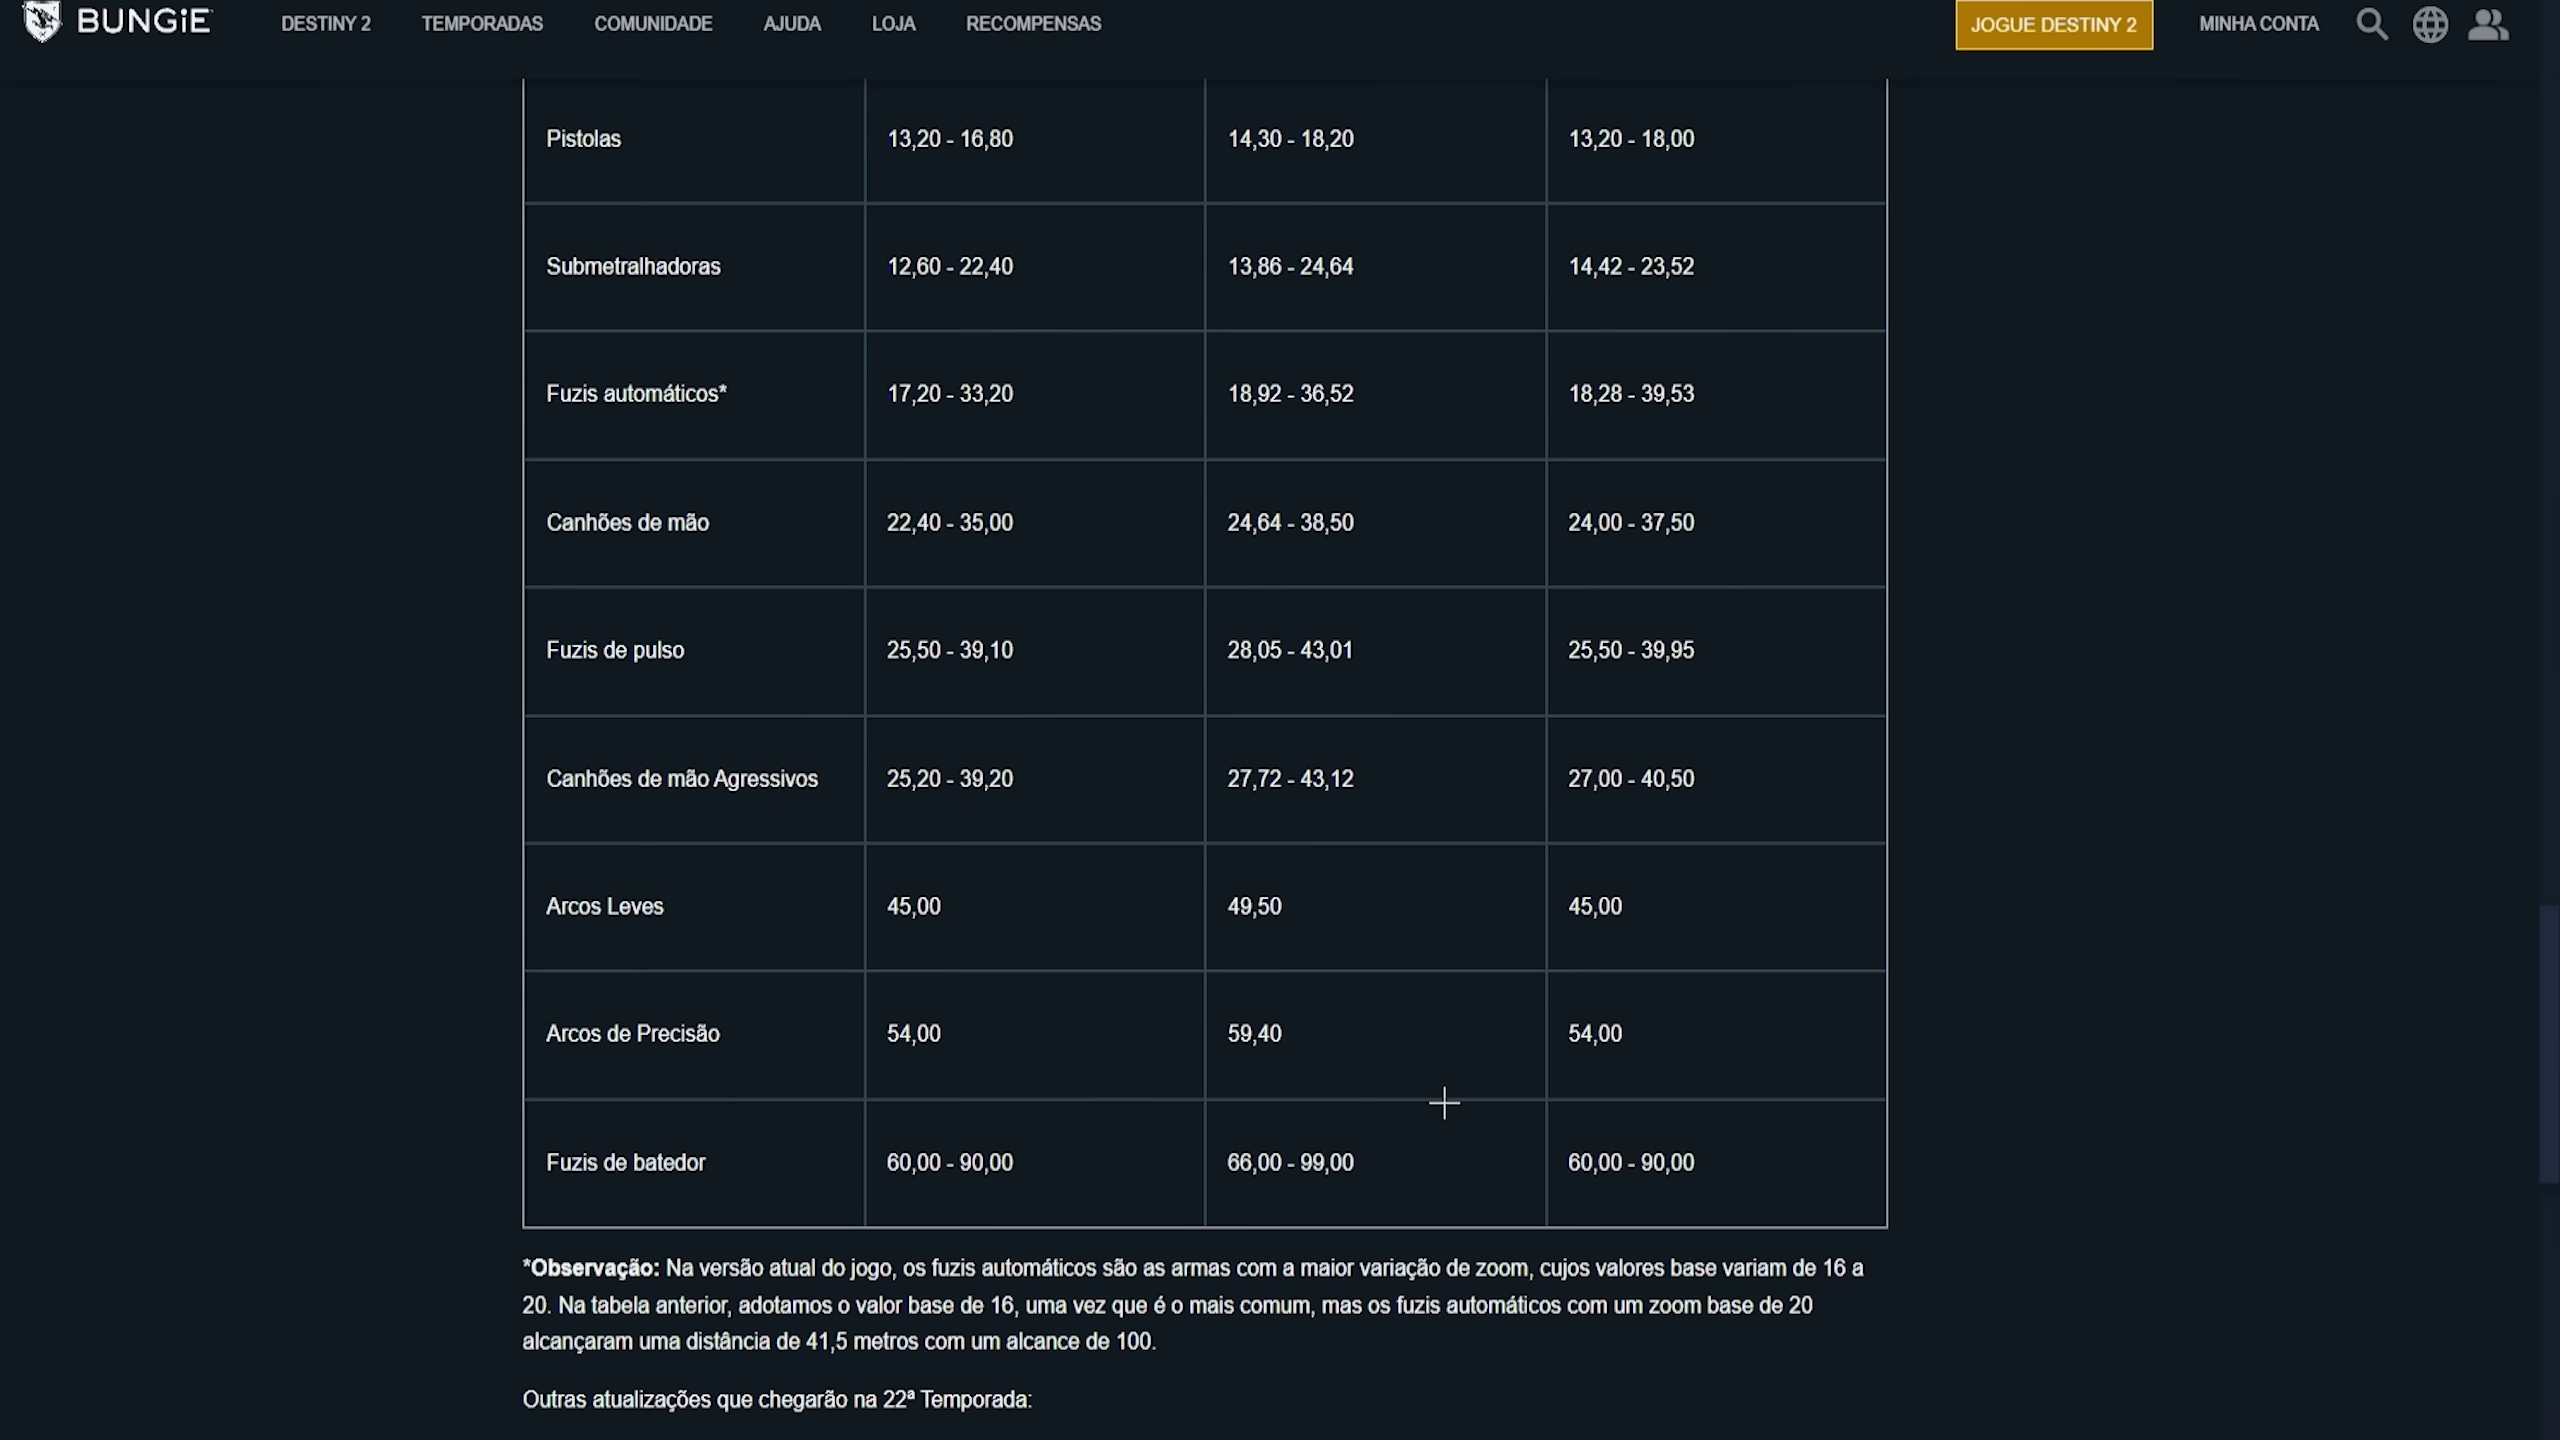 BUNGiE DESTINY 2 TEMPORADAS COMUNIDADE AJUDA LOJA RECOMPENSAS JOGUE DESTINY 2 MINHA CONTA
Pistolas 13,20 - 16,80 14,30 - 18,20 13,20 - 18,00
Submetralhadoras 12,60 - 22,40 13,86 - 24,64 14,42 - 23,52
Fuzis automáticos* 17,20 - 33,20 18,92 - 36,52 18,28 - 39,53
Canhões de mão 22,40 - 35,00 24,64 - 38,50 24,00 - 37,50
Fuzis de pulso 25,50 - 39,10 28,05 - 43,01 25,50 - 39,95
Canhões de mão Agressivos 25,20 - 39,20 27,72 - 43,12 27,00 - 40,50
Arcos Leves 45,00 49,50 45,00
Arcos de Precisão 54,00 59,40 54,00
Fuzis de batedor 60,00 - 90,00 66,00 - 99,00 60,00 - 90,00
*Observação: Na versão atual do jogo, os fuzis automáticos são as armas com a maior variação de zoom, cujos valores base variam de 16 a
20. Na tabela anterior, adotamos o valor base de 16, uma vez que é o mais comum, mas os fuzis automáticos com um zoom base de 20
alcançaram uma distância de 41,5 metros com um alcance de 100.
Outras atualizações que chegarão na 22ª Temporada: